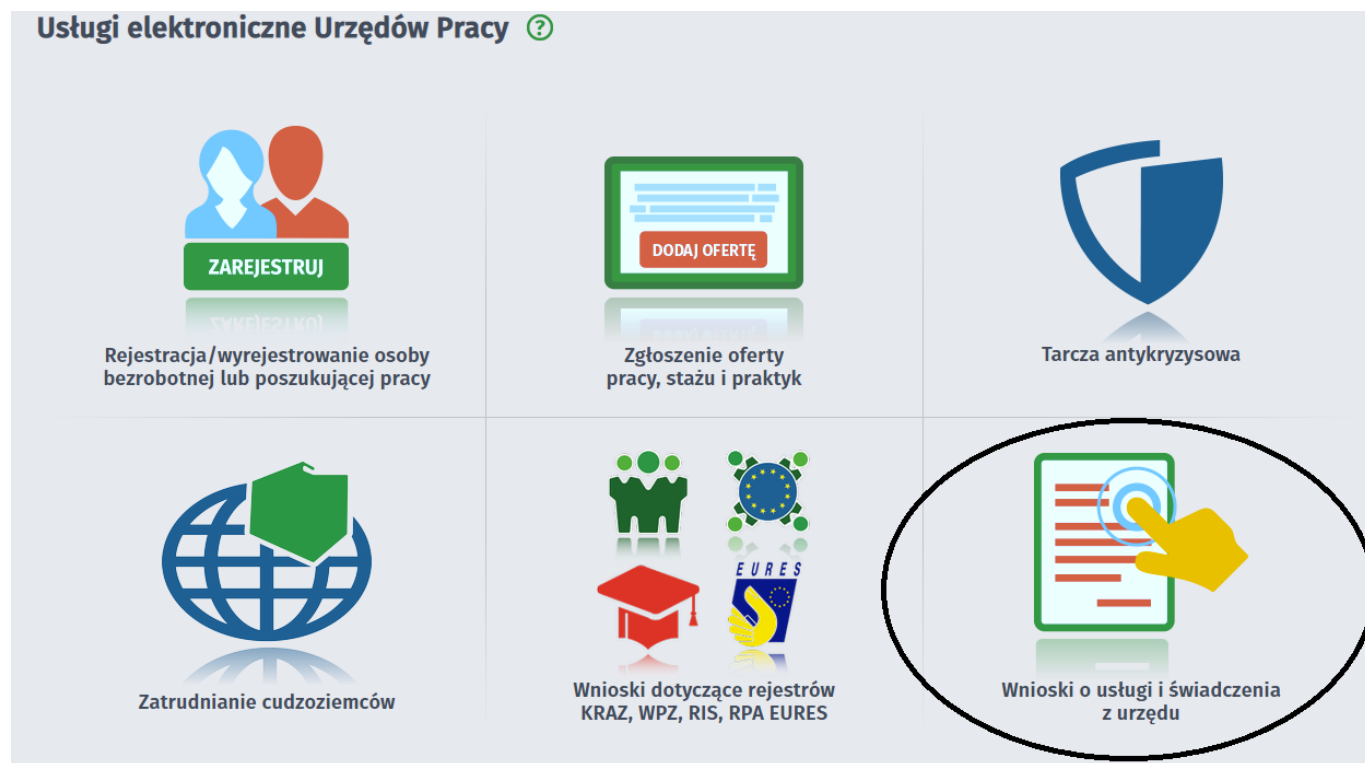 Usługi elektroniczne Urzędów Pracy ?
ZAREJESTRUJ
Rejestracja/wyrejestrowanie osoby
bezrobotnej lub poszukującej pracy
DODAJ OFERTĘ
Zgłoszenie oferty
pracy, stażu i praktyk
Tarcza antykryzysowa
Zatrudnianie cudzoziemców
EURES
Wnioski dotyczące rejestrów
KRAZ, WPZ, RIS, RPA EURES
Wnioski o usługi i świadczenia
z urzędu